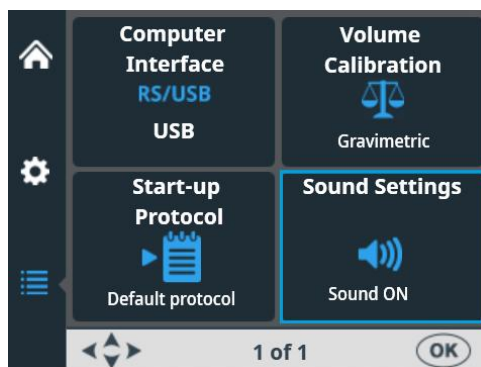 Computer
Interface
RS/USB
USB
Volume
Calibration
Gravimetric
Start-up
Protocol
Default protocol
Sound Settings
Sound ON
1 of 1
OK